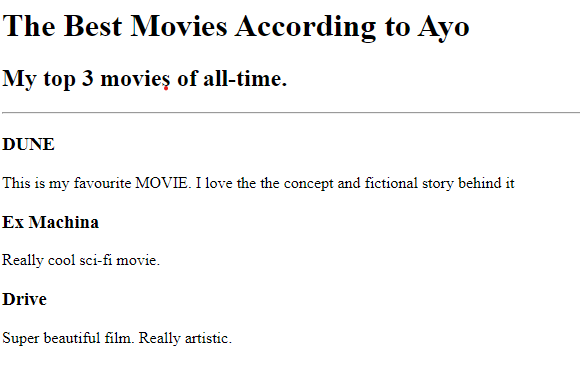 The Best Movies According to Ayo
My top 3 movies of all-time.
DUNE
This is my favourite MOVIE. I love the the concept and fictional story behind it
Ex Machina
Really cool sci-fi movie.
Drive
Super beautiful film. Really artistic.